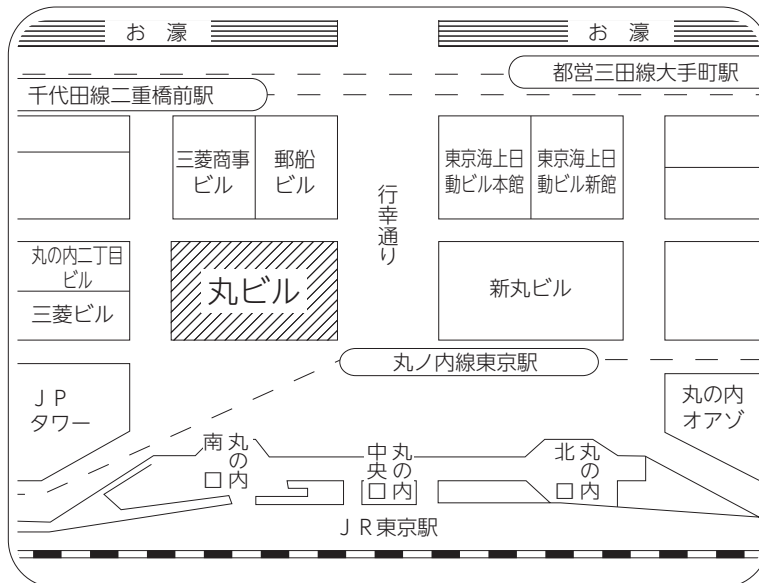 お濠
お濠
都営三田線大手町駅
千代田線二重橋前駅
三菱商事
ビル
郵船
ビル
行幸通り
東京海上日
動ビル本館
東京海上日
動ビル新館
丸の内二丁目
ビル
三菱ビル
丸ビル
新丸ビル
丸ノ内線東京駅
JP
タワー
丸の内
オアゾ
丸の内
南口
丸の内
中央口
丸の内
北口
JR東京駅